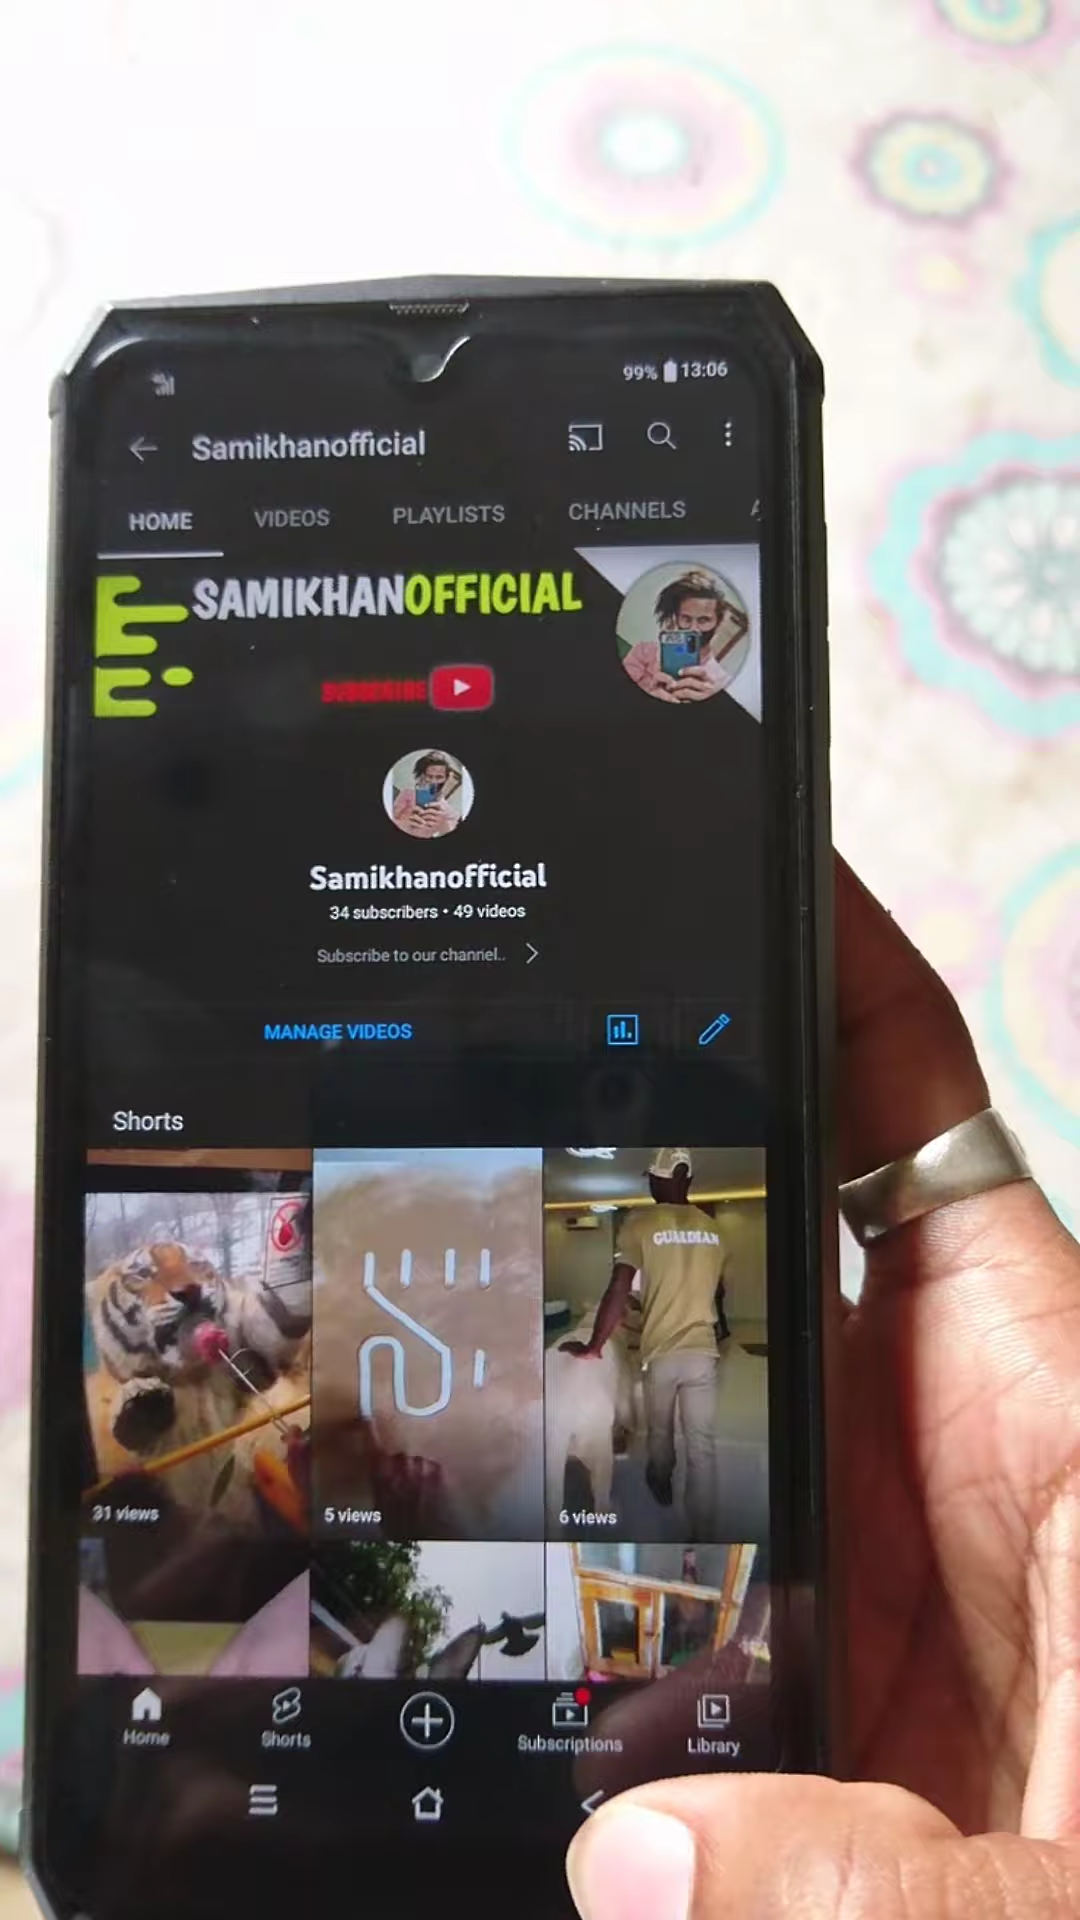 99% 13:06
Samikhanofficial
HOME VIDEOS PLAYLISTS CHANNELS A
SAMIKHANOFFICIAL
SUBSCRIBE
Samikhanofficial
34 subscribers • 49 videos
Subscribe to our channel..
MANAGE VIDEOS
Shorts
GUARDIAN
31 views
5 views
6 views
Home
Shorts
Subscriptions
Library